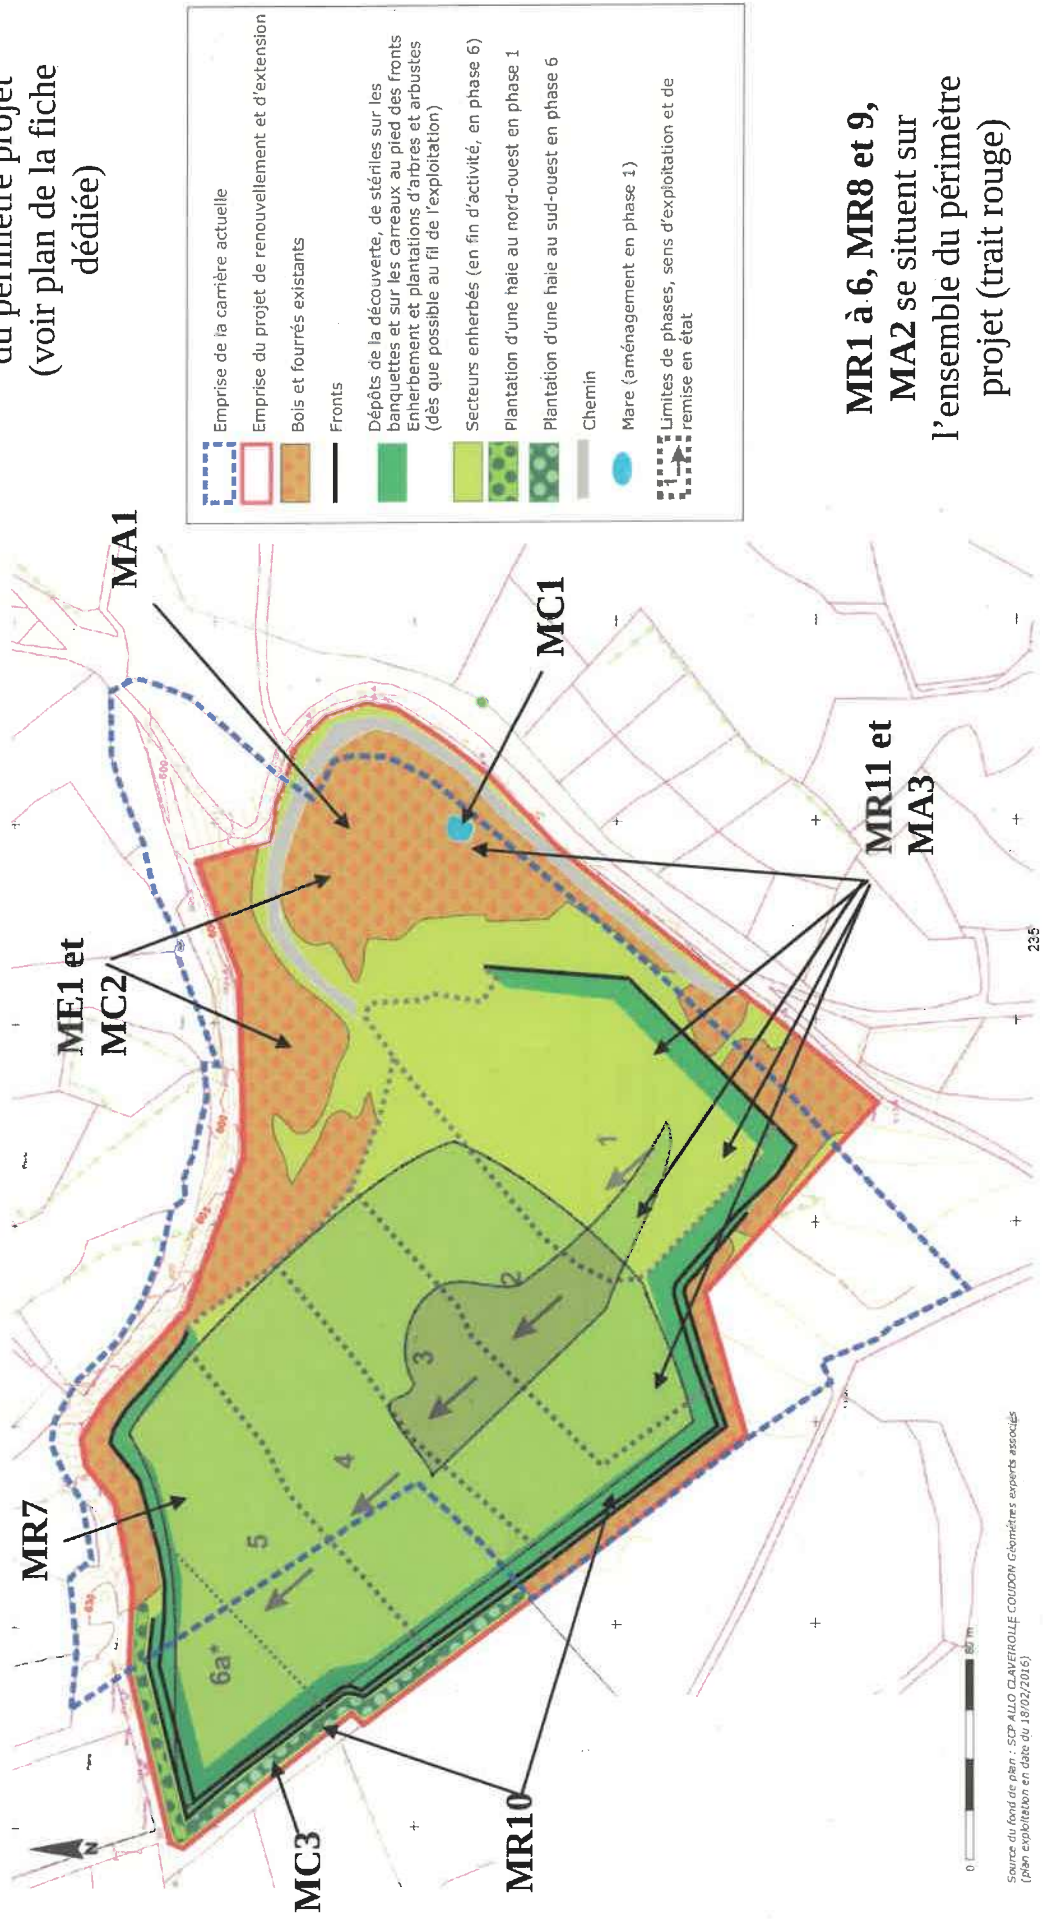 du périmètre projet
(voir plan de la fiche
dédiée)
Emprise de la carrière actuelle
Emprise du projet de renouvellement et d'extension
Bois et fourrés existants
Fronts
Dépôts de la découverte, de stériles sur les
banquettes et sur les carreaux au pied des fronts
Enherbement et plantations d'arbres et arbustes
(dès que possible au fil de l'exploitation)
Secteurs enherbés (en fin d'activité, en phase 6)
Plantation d'une haie au nord-ouest en phase 1
Plantation d'une haie au sud-ouest en phase 6
Chemin
Mare (aménagement en phase 1)
1
Limites de phases, sens d'exploitation et de
remise en état
MR1 à 6, MR8 et 9,
MA2 se situent sur
l'ensemble du périmètre
projet (trait rouge)
MA1
MC1
ME1 et
MC2
MR11 et
MA3
MR7
MC3
MR10
1
2
3
4
5
6a*
N
600
600
605
630
0
80 m
235
Source du fond de plan : SCP ALLO CLAVEIROLLE COUDON Géomètres experts associés
(plan exploitation en date du 18/02/2016)